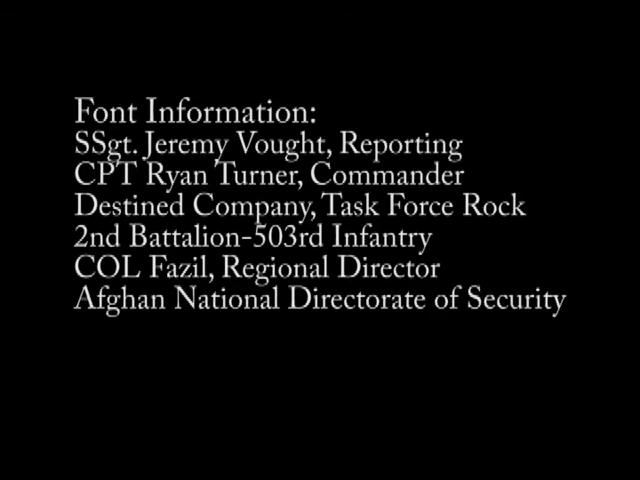 Font Information:
SSgt. Jeremy Vought, Reporting
CPT Ryan Turner, Commander
Destined Company, Task Force Rock
2nd Battalion-503rd Infantry
COL Fazil, Regional Director
Afghan National Directorate of Security